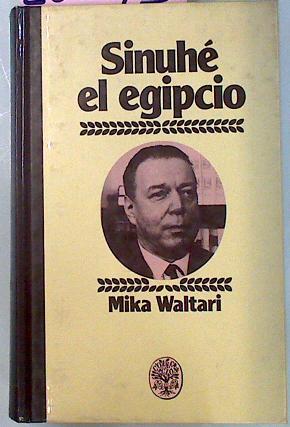 Sinuhé
el egipcio
Mika Waltari